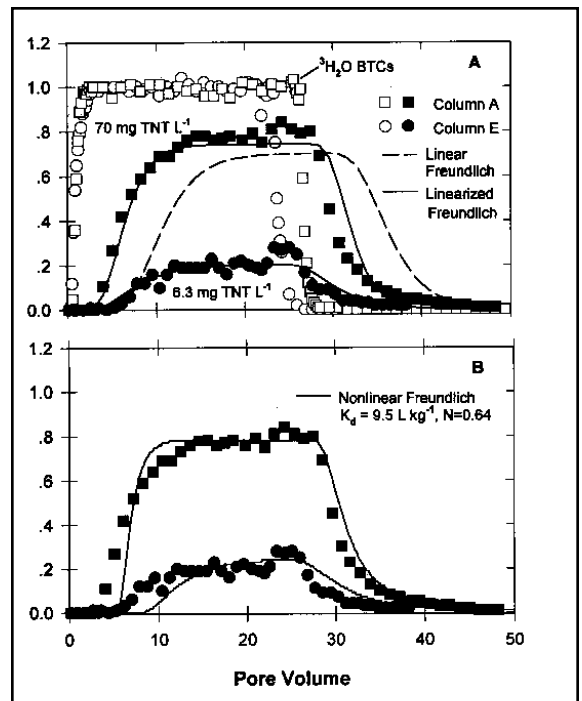 1.2
A
³H₂O BTCs
1.0
70 mg TNT L⁻¹
Column A
Column E
.8
Linear
Freundlich
.6
Linearized
Freundlich
.4
.2
6.3 mg TNT L⁻¹
0.0
1.2
B
1.0
Nonlinear Freundlich
K_d = 9.5 L kg⁻¹, N=0.64
.8
.6
.4
.2
0.0
0 10 20 30 40 50
Pore Volume